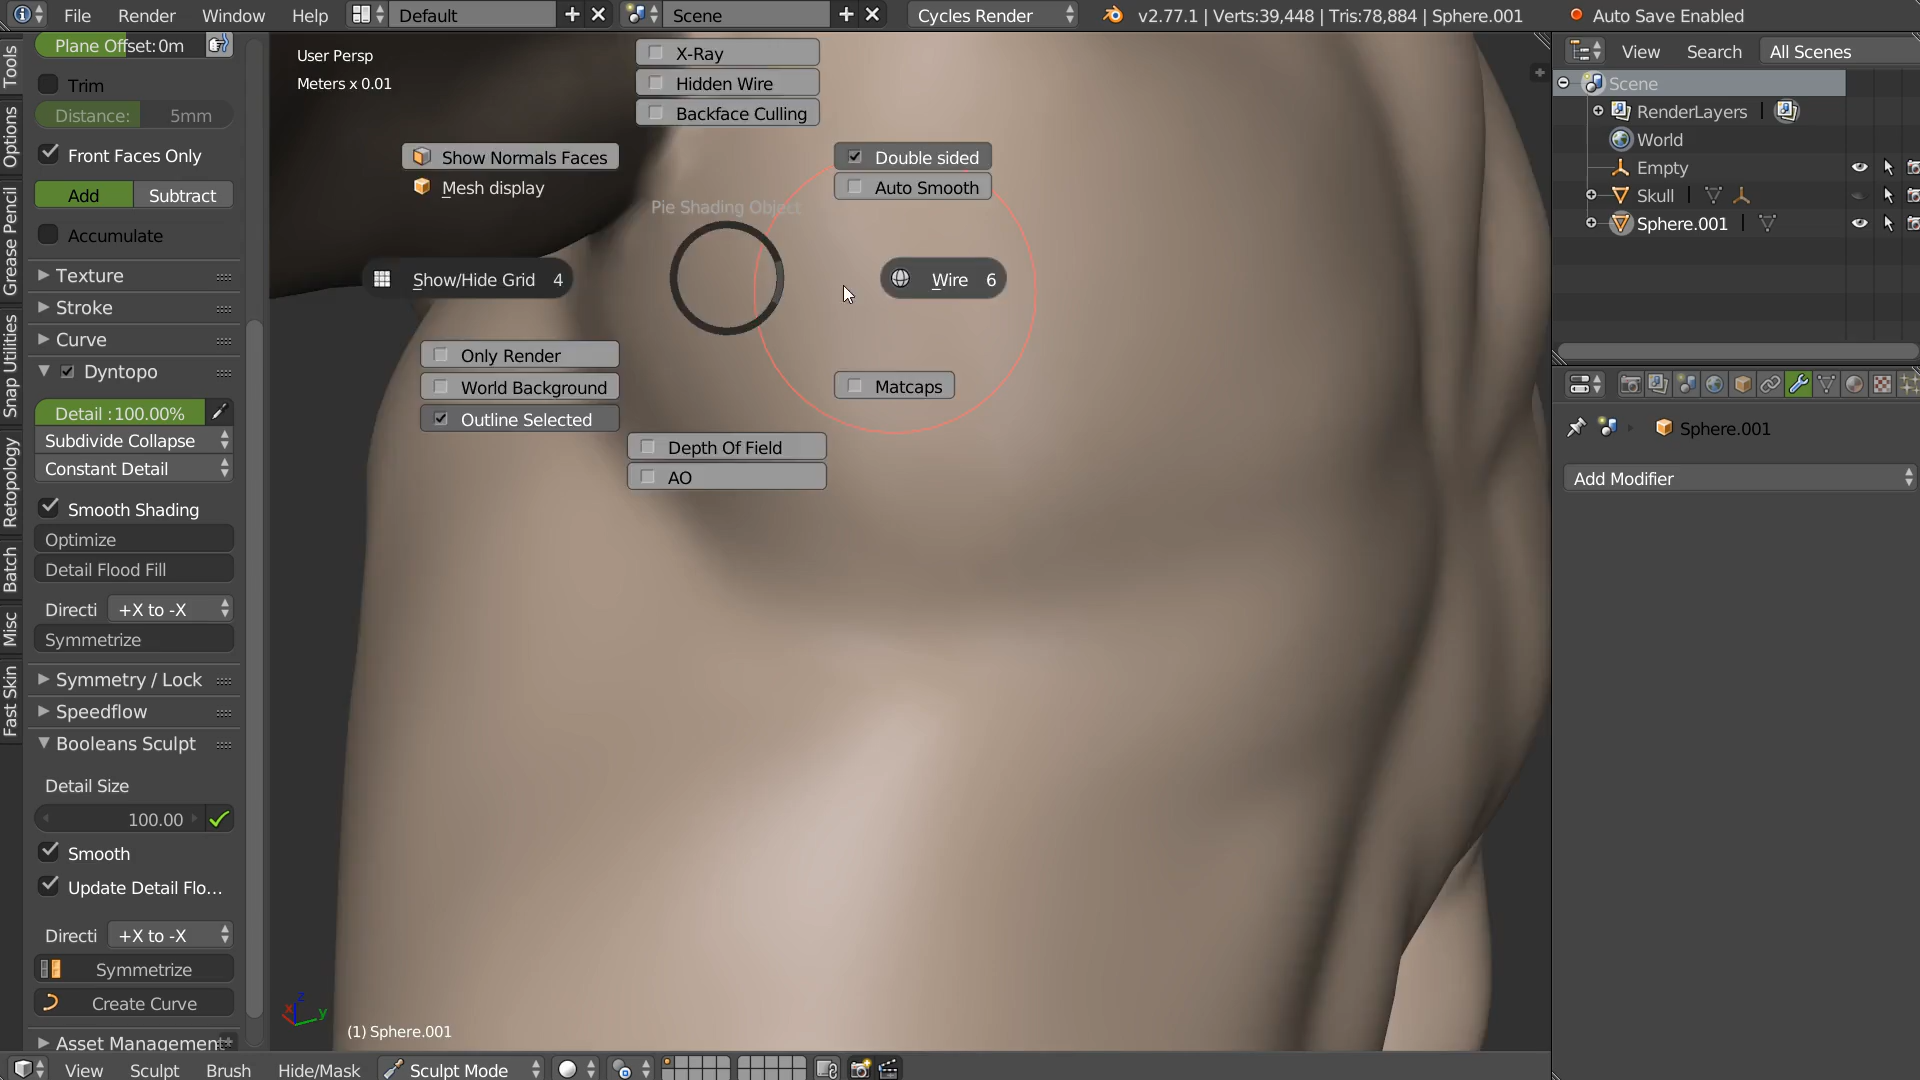 File Render Window Help Default Scene Cycles Render v2.77.1 | Verts:39,448 | Tris:78,884 | Sphere.001 Auto Save Enabled
Plane Offset: 0m
Trim
Distance: 5mm
Front Faces Only
Add Subtract
Accumulate
Texture
Stroke
Curve
Dyntopo
Detail : 100.00%
Subdivide Collapse
Constant Detail
Smooth Shading
Optimize
Detail Flood Fill
Directi +X to -X
Symmetrize
Symmetry / Lock
Speedflow
Booleans Sculpt
Detail Size
100.00
Smooth
Update Detail Flo...
Directi +X to -X
Symmetrize
Create Curve
Asset Management
Tools
Options
Grease Pencil
Snap Utilities
Retopology
Batch
Misc
Fast Skin
User Persp
Meters x 0.01
X-Ray
Hidden Wire
Backface Culling
Show Normals Faces
Mesh display
Double sided
Auto Smooth
Pie Shading Object
Show/Hide Grid 4
Wire 6
Only Render
World Background
Outline Selected
Matcaps
Depth Of Field
AO
z
x
y
(1) Sphere.001
View Sculpt Brush Hide/Mask Sculpt Mode
View Search All Scenes
Scene
RenderLayers
World
Empty
Skull
Sphere.001
Sphere.001
Add Modifier